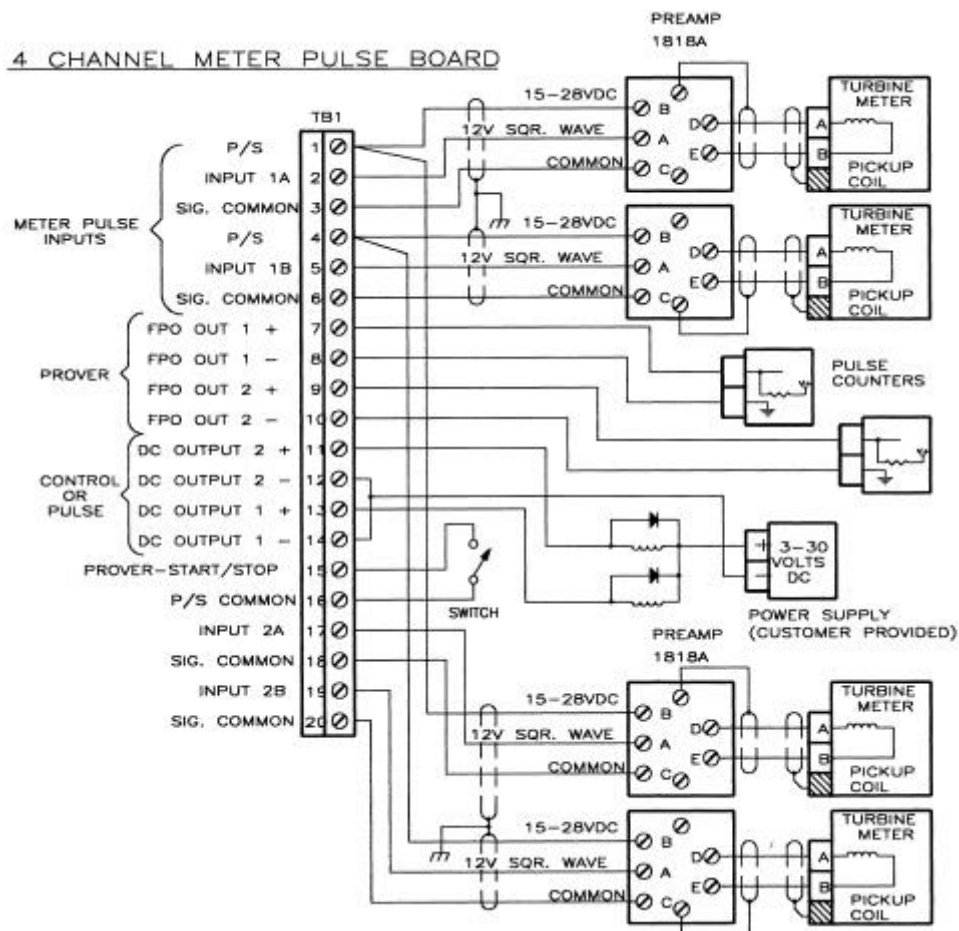 4 CHANNEL METER PULSE BOARD
TB1
METER PULSE
INPUTS
P/S 1
INPUT 1A 2
SIG. COMMON 3
P/S 4
INPUT 1B 5
SIG. COMMON 6
PROVER
FPO OUT 1 + 7
FPO OUT 1 − 8
FPO OUT 2 + 9
FPO OUT 2 − 10
CONTROL
OR
PULSE
DC OUTPUT 2 + 11
DC OUTPUT 2 − 12
DC OUTPUT 1 + 13
DC OUTPUT 1 − 14
PROVER−START/STOP 15
P/S COMMON 16
INPUT 2A 17
SIG. COMMON 18
INPUT 2B 19
SIG. COMMON 20
PREAMP
1818A
15−28VDC
12V SQR. WAVE
COMMON
B
A
C
D
E
TURBINE
METER
A
B
PICKUP
COIL
15−28VDC
12V SQR. WAVE
COMMON
B
A
C
D
E
TURBINE
METER
A
B
PICKUP
COIL
PULSE
COUNTERS
SWITCH
+ 3−30
VOLTS
− DC
POWER SUPPLY
(CUSTOMER PROVIDED)
PREAMP
1818A
15−28VDC
12V SQR. WAVE
COMMON
B
A
C
D
E
TURBINE
METER
A
B
PICKUP
COIL
15−28VDC
12V SQR. WAVE
COMMON
B
A
C
D
E
TURBINE
METER
A
B
PICKUP
COIL